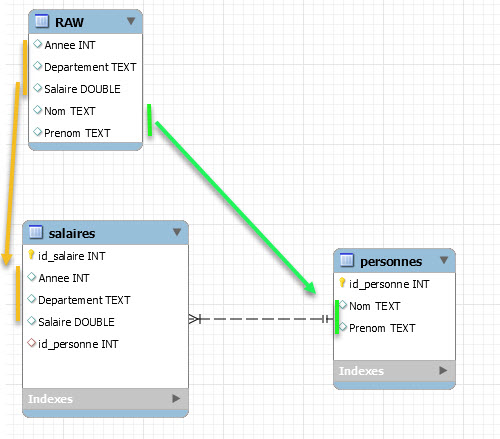 RAW
Annee INT
Departement TEXT
Salaire DOUBLE
Nom TEXT
Prenom TEXT
salaires
id_salaire INT
Annee INT
Departement TEXT
Salaire DOUBLE
id_personne INT
Indexes
personnes
id_personne INT
Nom TEXT
Prenom TEXT
Indexes